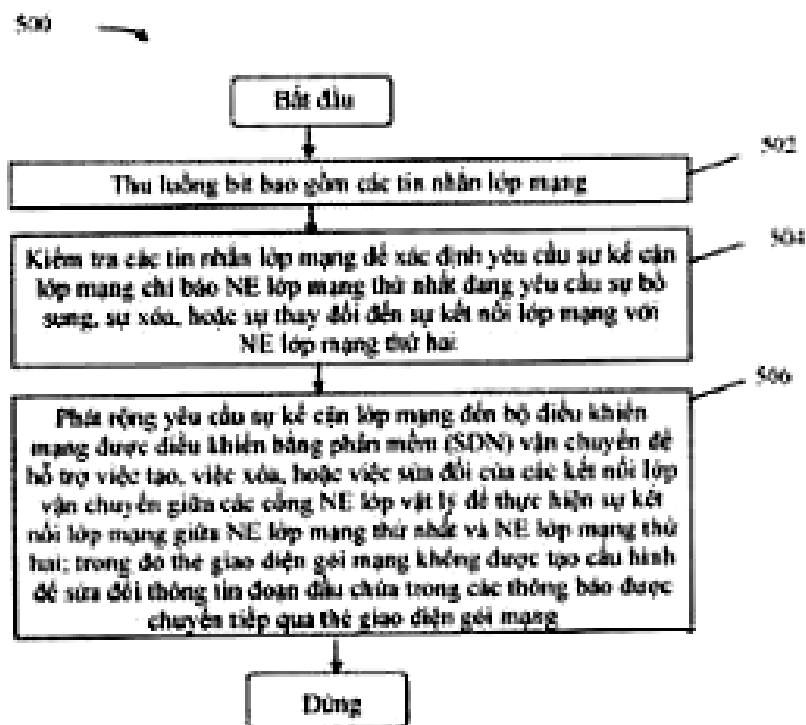 500
Bắt đầu
502
Thu luồng bit bao gồm các tin nhắn lớp mạng
504
Kiểm tra các tin nhắn lớp mạng để xác định yêu cầu sự kế cận
lớp mạng chỉ báo NE lớp mạng thứ nhất đang yêu cầu sự bổ
sung, sự xóa, hoặc sự thay đổi đến sự kết nối lớp mạng với
NE lớp mạng thứ hai
506
Phát rộng yêu cầu sự kế cận lớp mạng đến bộ điều khiển
mạng được điều khiển bằng phần mềm (SDN) vận chuyển để
hỗ trợ việc tạo, việc xóa, hoặc việc sửa đổi của các kết nối lớp
vận chuyển giữa các cổng NE lớp vật lý để thực hiện sự kết
nối lớp mạng giữa NE lớp mạng thứ nhất và NE lớp mạng thứ
hai; trong đó thẻ giao diện gói mạng không được tạo cấu hình
để sửa đổi thông tin đoạn đầu chứa trong các thông báo được
chuyển tiếp qua thẻ giao diện gói mạng
Dừng